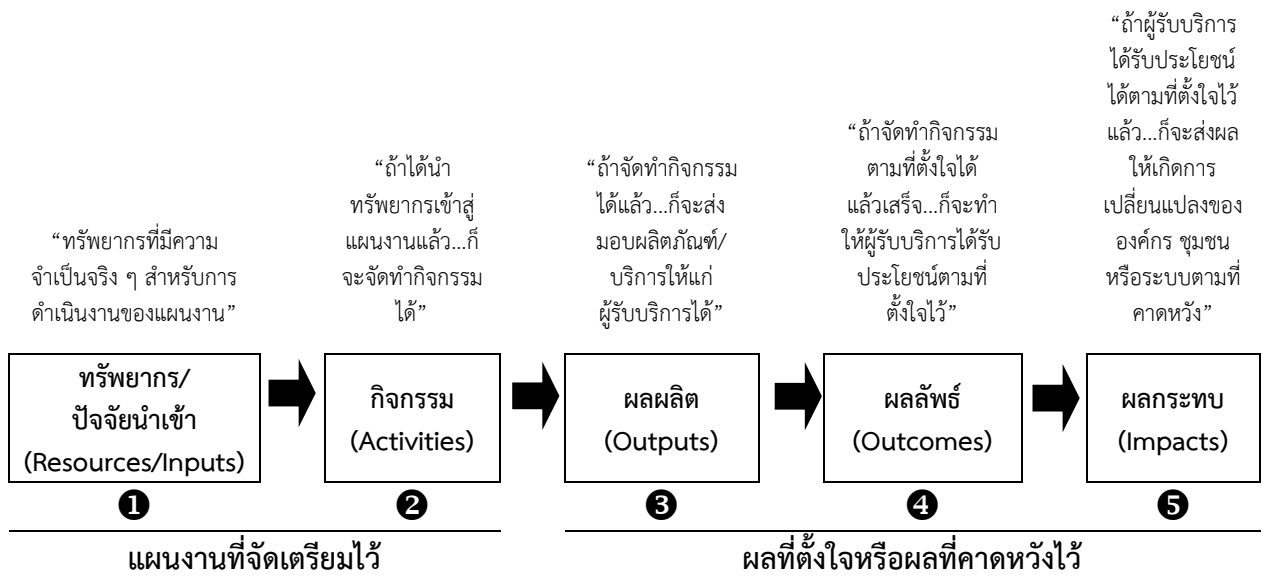 “ทรัพยากรที่มีความ
จำเป็นจริง ๆ สำหรับการ
ดำเนินงานของแผนงาน”
“ถ้าได้นำ
ทรัพยากรเข้าสู่
แผนงานแล้ว...ก็
จะจัดทำกิจกรรม
ได้”
“ถ้าจัดทำกิจกรรม
ได้แล้ว...ก็จะส่ง
มอบผลิตภัณฑ์/
บริการให้แก่
ผู้รับบริการได้”
“ถ้าจัดทำกิจกรรม
ตามที่ตั้งใจได้
แล้วเสร็จ...ก็จะทำ
ให้ผู้รับบริการได้รับ
ประโยชน์ตามที่
ตั้งใจไว้”
“ถ้าผู้รับบริการ
ได้รับประโยชน์
ได้ตามที่ตั้งใจไว้
แล้ว...ก็จะส่งผล
ให้เกิดการ
เปลี่ยนแปลงของ
องค์กร ชุมชน
หรือระบบตามที่
คาดหวัง”
ทรัพยากร/
ปัจจัยนำเข้า
(Resources/Inputs)
กิจกรรม
(Activities)
ผลผลิต
(Outputs)
ผลลัพธ์
(Outcomes)
ผลกระทบ
(Impacts)
❶
❷
❸
❹
❺
แผนงานที่จัดเตรียมไว้
ผลที่ตั้งใจหรือผลที่คาดหวังไว้